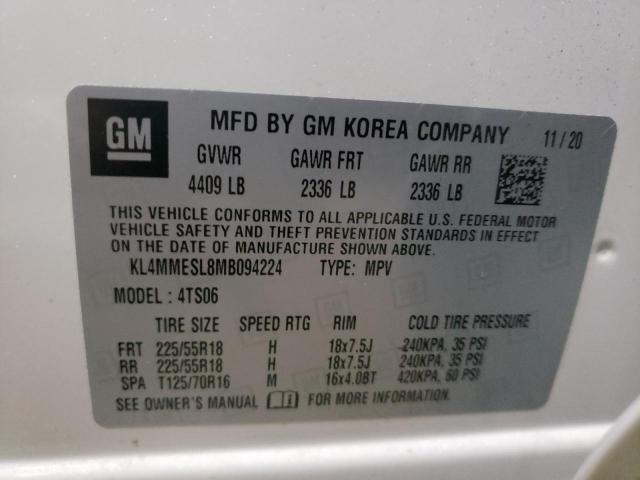 GM MFD BY GM KOREA COMPANY 11/20
GVWR GAWR FRT GAWR RR
4409 LB 2336 LB 2336 LB
THIS VEHICLE CONFORMS TO ALL APPLICABLE U.S. FEDERAL MOTOR
VEHICLE SAFETY AND THEFT PREVENTION STANDARDS IN EFFECT
ON THE DATE OF MANUFACTURE SHOWN ABOVE.
KL4MMESL8MB094224 TYPE: MPV
MODEL: 4TS06
TIRE SIZE SPEED RTG RIM COLD TIRE PRESSURE
FRT 225/55R18 H 18x7.5J 240KPA, 35 PSI
RR 225/55R18 H 18x7.5J 240KPA, 35 PSI
SPA T125/70R16 M 16x4.0BT 420KPA, 60 PSI
SEE OWNER'S MANUAL FOR MORE INFORMATION.